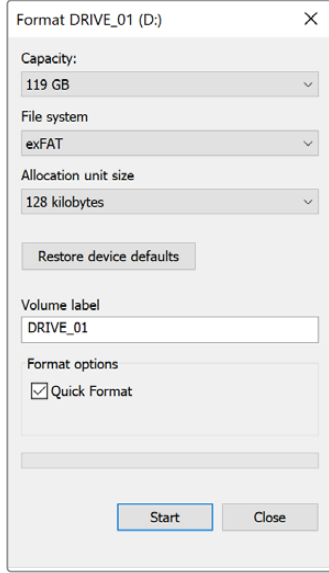 Format DRIVE_01 (D:)
Capacity:
119 GB
File system
exFAT
Allocation unit size
128 kilobytes
Restore device defaults
Volume label
DRIVE_01
Format options
Quick Format
Start Close